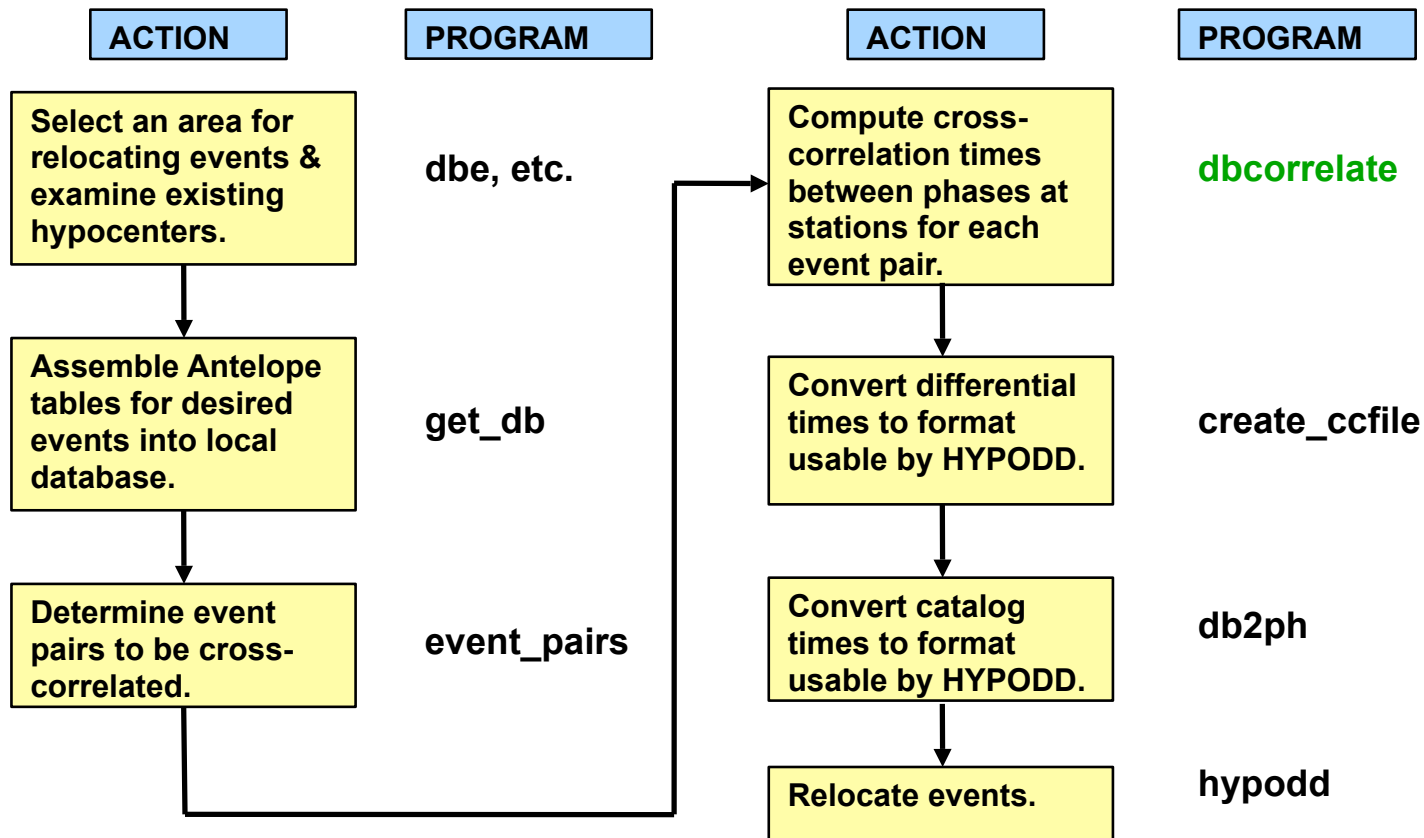 ACTION
PROGRAM
Select an area for
relocating events &
examine existing
hypocenters.
dbe, etc.
Assemble Antelope
tables for desired
events into local
database.
get_db
Determine event
pairs to be cross-
correlated.
event_pairs
ACTION
PROGRAM
Compute cross-
correlation times
between phases at
stations for each
event pair.
dbcorrelate
Convert differential
times to format
usable by HYPODD.
create_ccfile
Convert catalog
times to format
usable by HYPODD.
db2ph
Relocate events.
hypodd